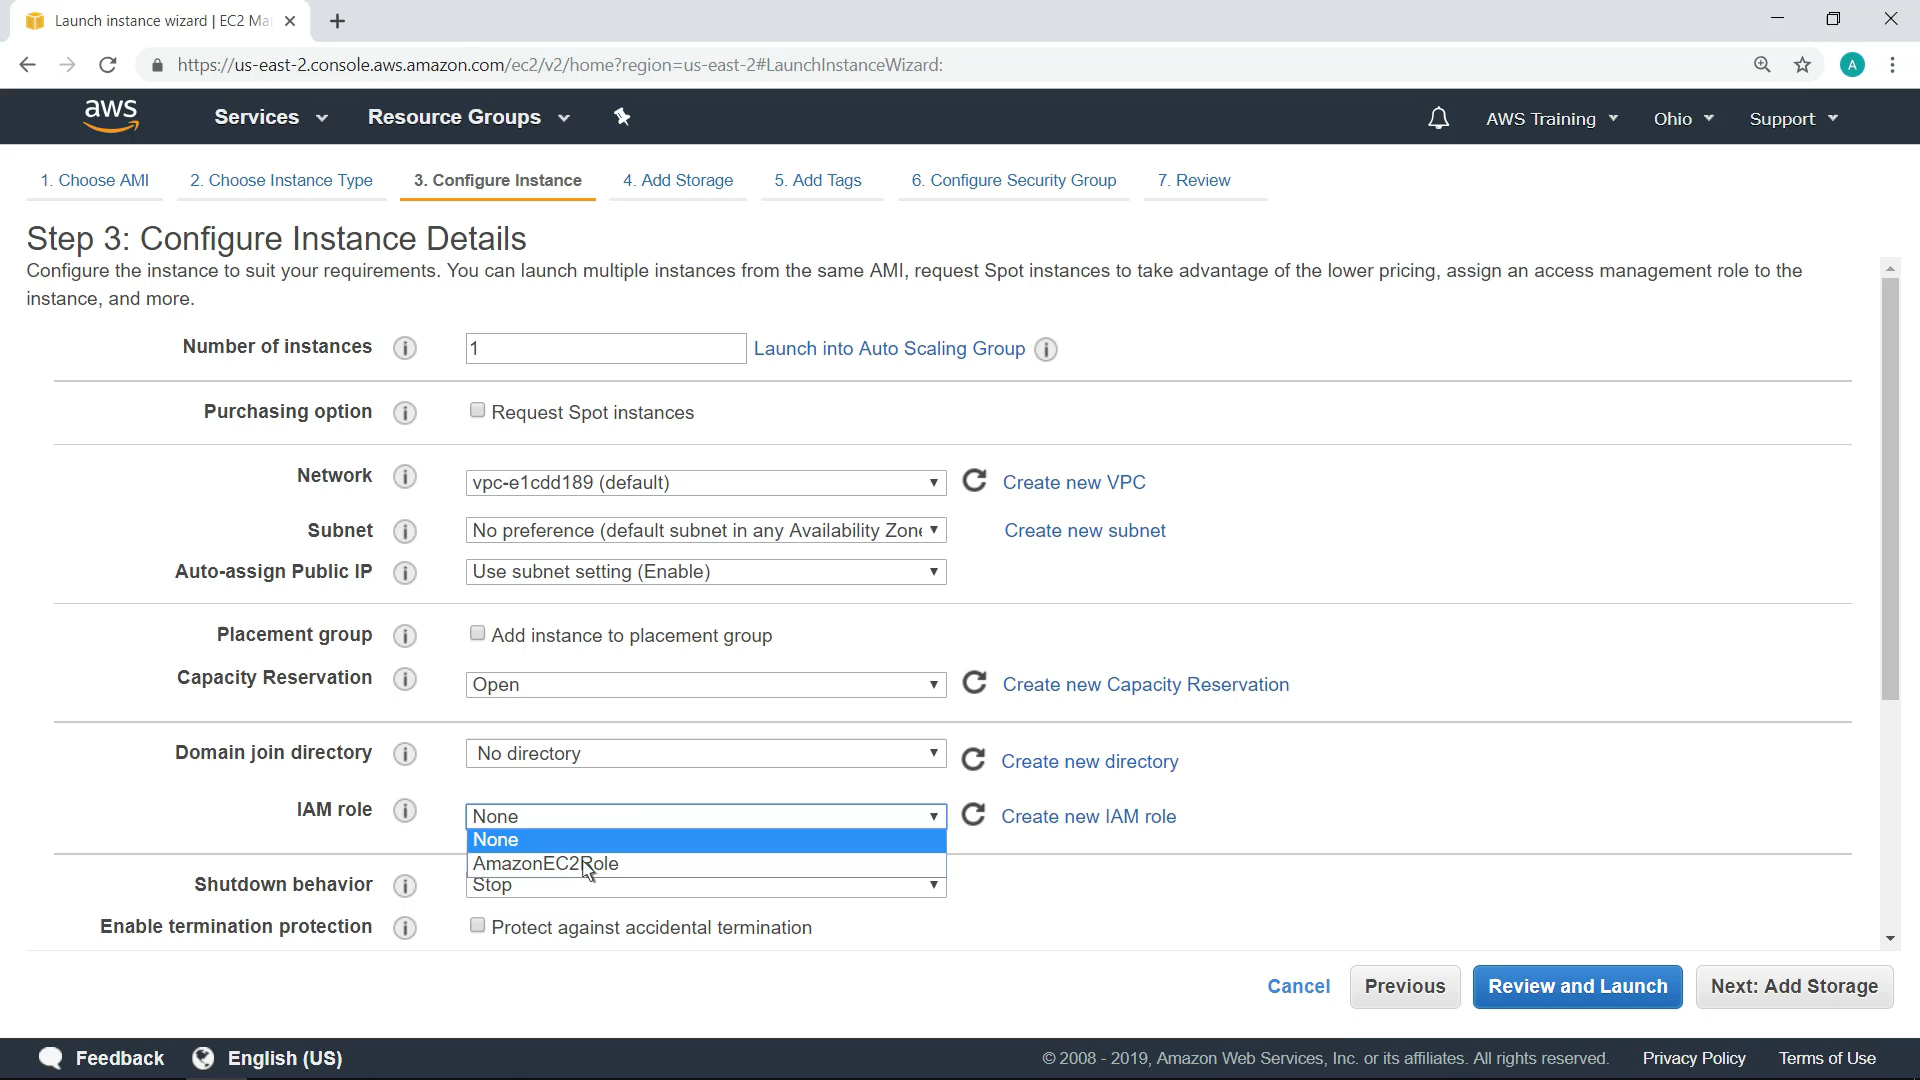 Launch instance wizard | EC2 Ma
https://us-east-2.console.aws.amazon.com/ec2/v2/home?region=us-east-2#LaunchInstanceWizard:
A
aws
Services
Resource Groups
AWS Training
Ohio
Support
1. Choose AMI
2. Choose Instance Type
3. Configure Instance
4. Add Storage
5. Add Tags
6. Configure Security Group
7. Review
Step 3: Configure Instance Details
Configure the instance to suit your requirements. You can launch multiple instances from the same AMI, request Spot instances to take advantage of the lower pricing, assign an access management role to the
instance, and more.
Number of instances
1
Launch into Auto Scaling Group
Purchasing option
Request Spot instances
Network
vpc-e1cdd189 (default)
Create new VPC
Subnet
No preference (default subnet in any Availability Zone
Create new subnet
Auto-assign Public IP
Use subnet setting (Enable)
Placement group
Add instance to placement group
Capacity Reservation
Open
Create new Capacity Reservation
Domain join directory
No directory
Create new directory
IAM role
None
Create new IAM role
None
AmazonEC2Role
Shutdown behavior
Stop
Enable termination protection
Protect against accidental termination
Cancel
Previous
Review and Launch
Next: Add Storage
Feedback
English (US)
© 2008 - 2019, Amazon Web Services, Inc. or its affiliates. All rights reserved.
Privacy Policy
Terms of Use